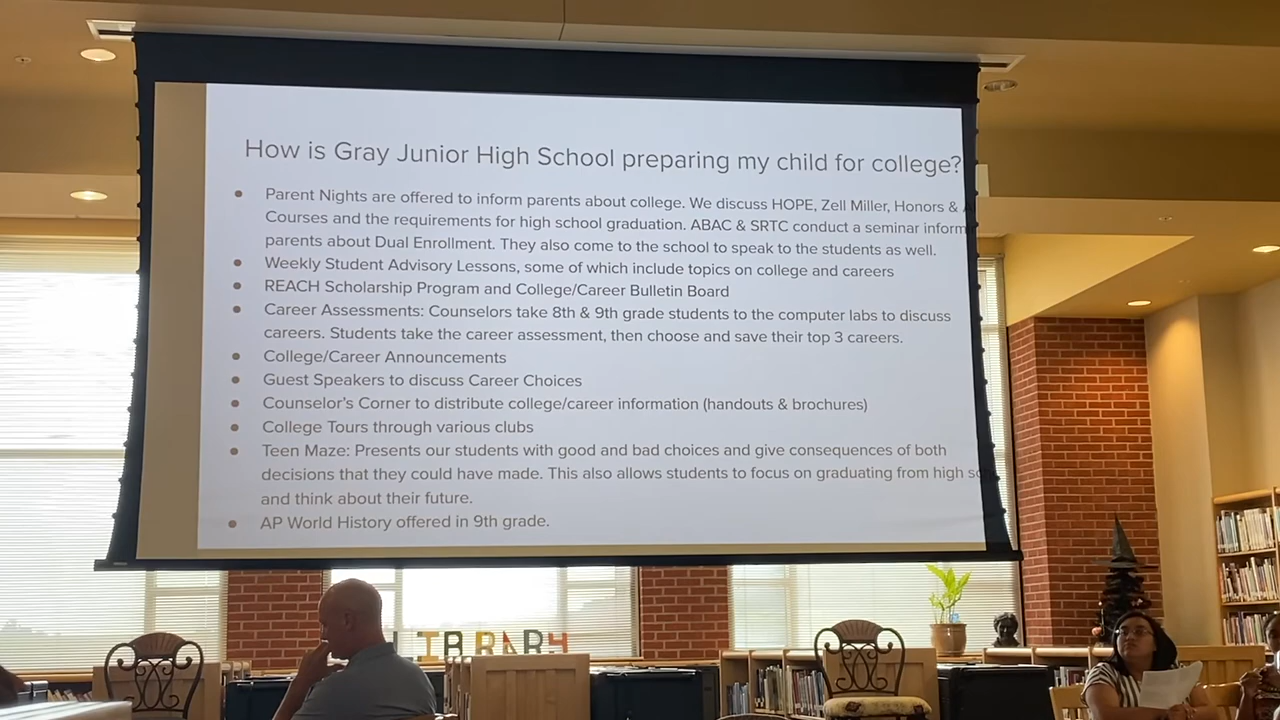 How is Gray Junior High School preparing my child for college?
Parent Nights are offered to inform parents about college. We discuss HOPE, Zell Miller, Honors &
Courses and the requirements for high school graduation. ABAC & SRTC conduct a seminar inform
parents about Dual Enrollment. They also come to the school to speak to the students as well.
Weekly Student Advisory Lessons, some of which include topics on college and careers
REACH Scholarship Program and College/Career Bulletin Board
Career Assessments: Counselors take 8th & 9th grade students to the computer labs to discuss
careers. Students take the career assessment, then choose and save their top 3 careers.
College/Career Announcements
Guest Speakers to discuss Career Choices
Counselor's Corner to distribute college/career information (handouts & brochures)
College Tours through various clubs
Teen Maze: Presents our students with good and bad choices and give consequences of both
decisions that they could have made. This also allows students to focus on graduating from high
and think about their future.
AP World History offered in 9th grade.
LIBRARY